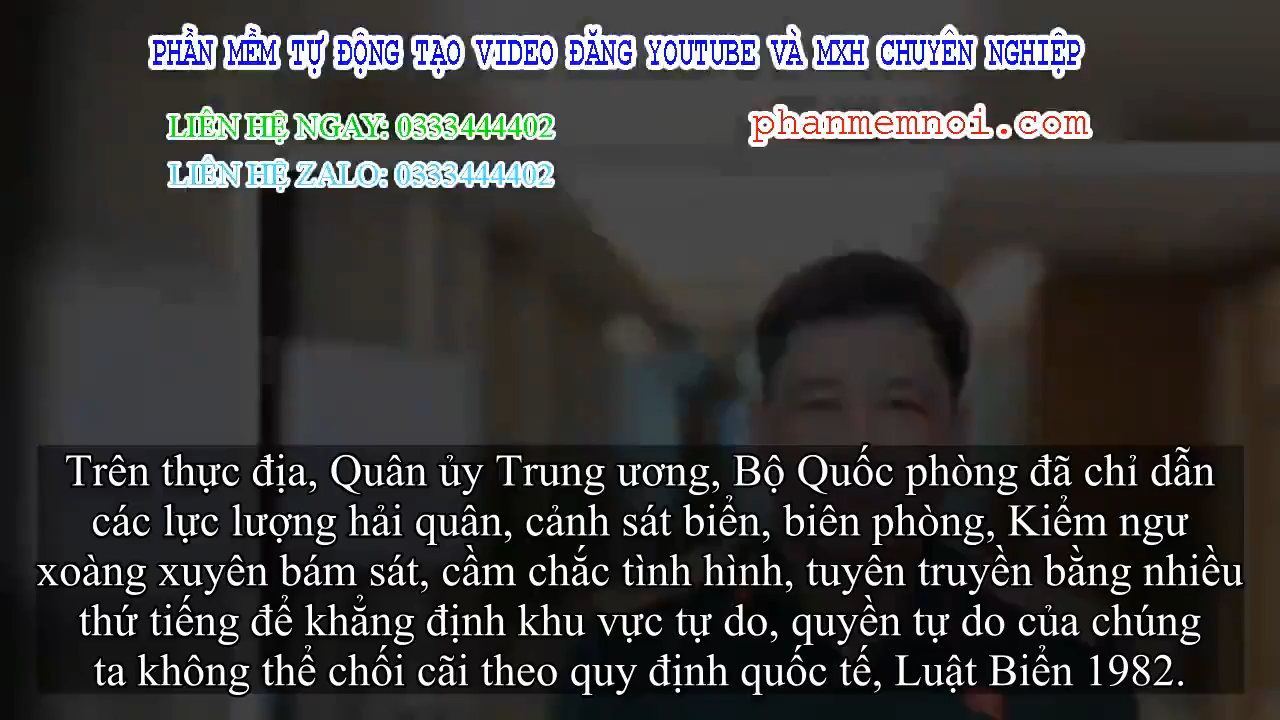 PHẦN MỀM TỰ ĐỘNG TẠO VIDEO ĐĂNG YOUTUBE VÀ MXH CHUYÊN NGHIỆP
LIÊN HỆ NGAY: 0333444402
phanmemnoi.com
LIÊN HỆ ZALO: 0333444402
Trên thực địa, Quân ủy Trung ương, Bộ Quốc phòng đã chỉ dẫn
các lực lượng hải quân, cảnh sát biển, biên phòng, Kiểm ngư
xoàng xuyên bám sát, cầm chắc tình hình, tuyên truyền bằng nhiều
thứ tiếng để khẳng định khu vực tự do, quyền tự do của chúng
ta không thể chối cãi theo quy định quốc tế, Luật Biển 1982.